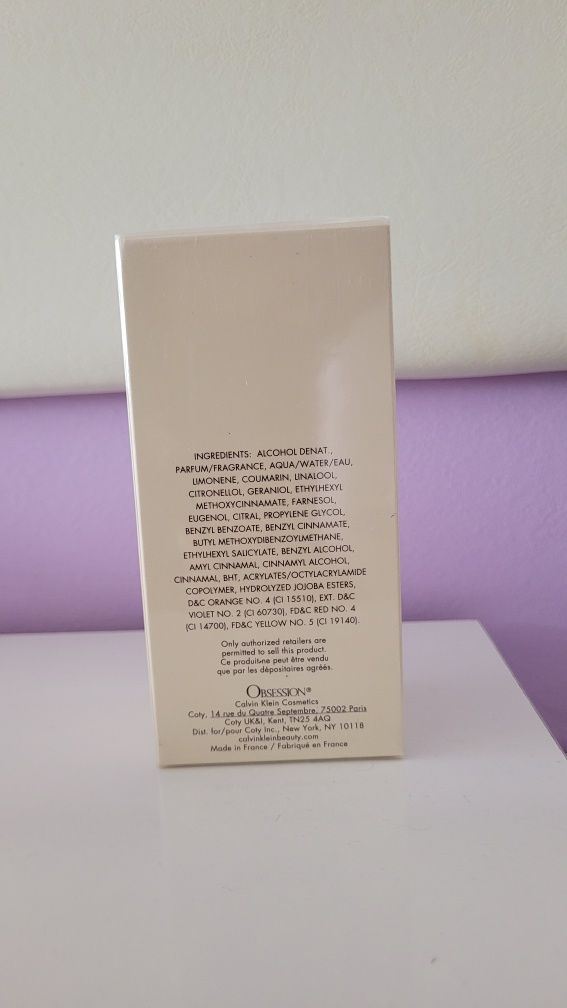 INGREDIENTS: ALCOHOL DENAT.,
PARFUM/FRAGRANCE, AQUA/WATER/EAU,
LIMONENE, COUMARIN, LINALOOL,
CITRONELLOL, GERANIOL, ETHYLHEXYL
METHOXYCINNAMATE, FARNESOL,
EUGENOL, CITRAL, PROPYLENE GLYCOL,
BENZYL BENZOATE, BENZYL CINNAMATE,
BUTYL METHOXYDIBENZOYLMETHANE,
ETHYLHEXYL SALICYLATE, BENZYL ALCOHOL,
AMYL CINNAMAL, CINNAMYL ALCOHOL,
CINNAMAL, BHT, ACRYLATES/OCTYLACRYLAMIDE
COPOLYMER, HYDROLYZED JOJOBA ESTERS,
D&C ORANGE NO. 4 (CI 15510), EXT. D&C
VIOLET NO. 2 (CI 60730), FD&C RED NO. 4
(CI 14700), FD&C YELLOW NO. 5 (CI 19140).
Only authorized retailers are
permitted to sell this product.
Ce produit ne peut être vendu
que par les dépositaires agréés.
OBSESSION®
Calvin Klein Cosmetics
Coty, 14 rue du Quatre Septembre, 75002 Paris
Coty UK&I, Kent, TN25 4AQ
Dist. for/pour Coty Inc., New York, NY 10118
calvinkleinbeauty.com
Made in France / Fabriqué en France